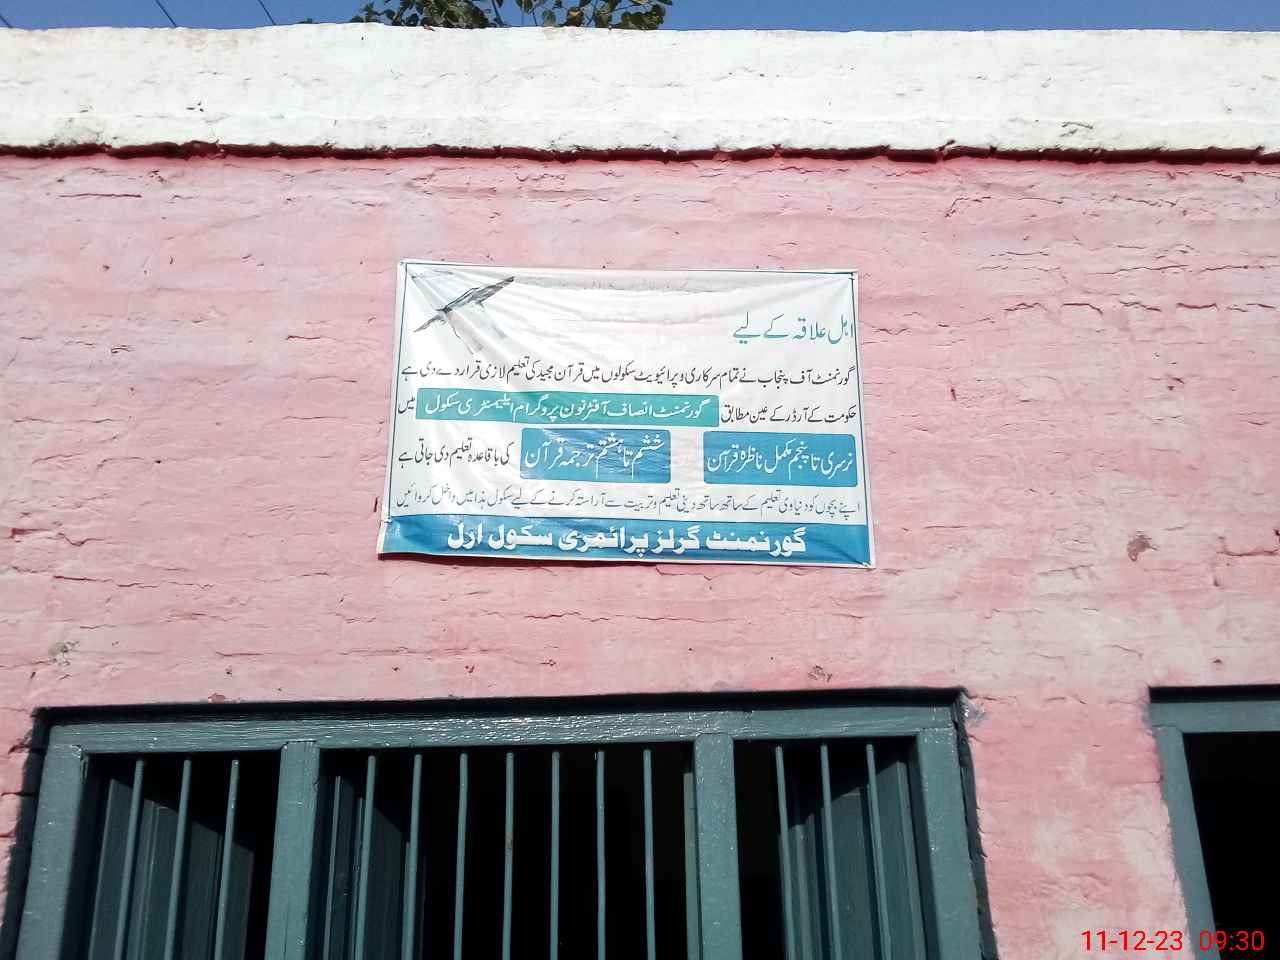 اہل علاقہ کے لیے
گورنمنٹ آف پنجاب نے تمام سرکاری و پرائیویٹ سکولوں میں قرآن مجید کی تعلیم لازمی قرار دے دی ہے
حکومت کے آرڈر کے عین مطابق گورنمنٹ انصاف آفٹرنون پروگرام ایلیمنٹری سکول میں
نرسری تا پنجم مکمل ناظرہ قرآن ششم تا ہشتم ترجمہ قرآن کی باقاعدہ تعلیم دی جاتی ہے
اپنے بچوں کو دنیاوی تعلیم کے ساتھ ساتھ دینی تعلیم و تربیت سے آراستہ کرنے کے لیے سکول ہذا میں داخل کروائیں
گورنمنٹ گرلز پرائمری سکول ارل
11-12-23 09:30